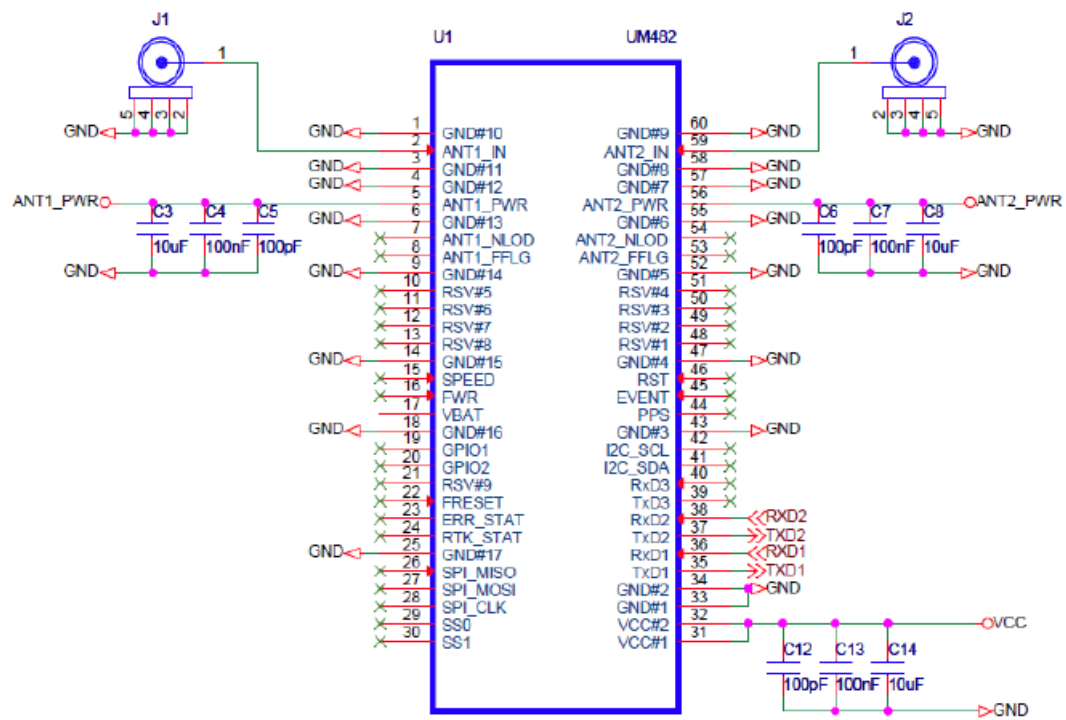 J1
J2
U1 UM482
1
1
5 4 3 2
2 3 4 5
GND
GND
GND 1 GND#10 GND#9 60 GND
2 ANT1_IN ANT2_IN 59
GND 3 GND#11 GND#8 58 GND
GND 4 GND#12 GND#7 57 GND
ANT1_PWR 5 ANT1_PWR ANT2_PWR 56 ANT2_PWR
C3 C4 C5
C6 C7 C8
10uF 100nF 100pF
100pF 100nF 10uF
GND
GND
GND 6 GND#13 GND#6 55 GND
7 ANT1_NLOD ANT2_NLOD 54
8 ANT1_FFLG ANT2_FFLG 53
GND 9 GND#14 GND#5 52 GND
10 RSV#5 RSV#4 51
11 RSV#6 RSV#3 50
12 RSV#7 RSV#2 49
13 RSV#8 RSV#1 48
GND 14 GND#15 GND#4 47 GND
15 SPEED RST 46
16 FWR EVENT 45
17 VBAT PPS 44
GND 18 GND#16 GND#3 43 GND
19 GPIO1 I2C_SCL 42
20 GPIO2 I2C_SDA 41
21 RSV#9 RxD3 40
22 FRESET TxD3 39
23 ERR_STAT RxD2 38 RXD2
24 RTK_STAT TxD2 37 TXD2
GND 25 GND#17 RxD1 36 RXD1
26 SPI_MISO TxD1 35 TXD1
27 SPI_MOSI GND#2 34 GND
28 SPI_CLK GND#1 33
29 SS0 VCC#2 32 VCC
30 SS1 VCC#1 31
C12 C13 C14
100pF 100nF 10uF
GND